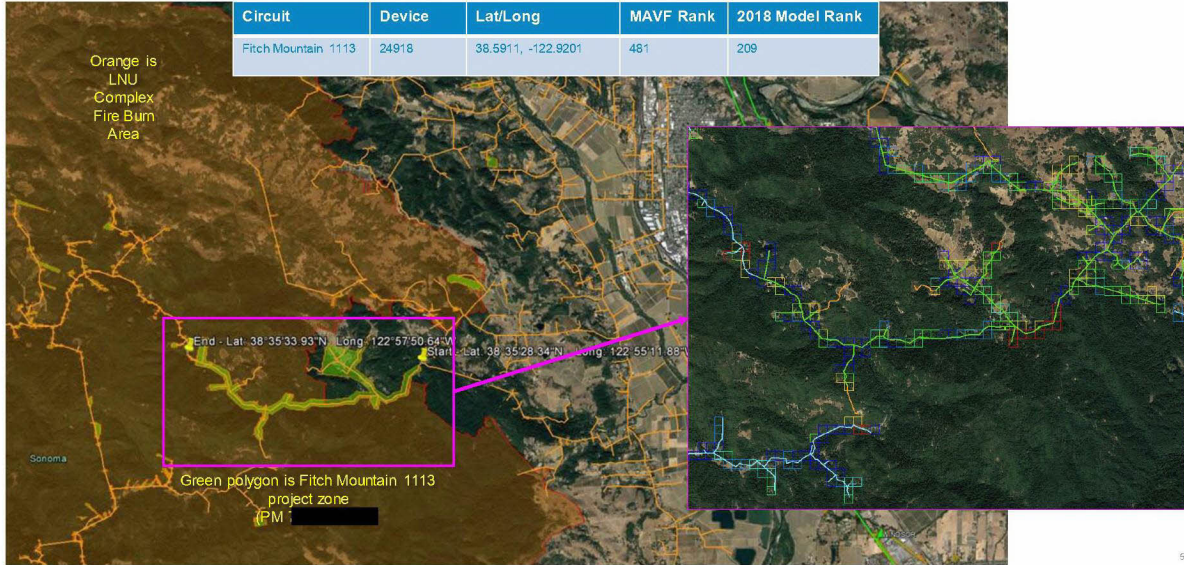 Circuit Device Lat/Long MAVF Rank 2018 Model Rank
Fitch Mountain 1113 24918 38.5911, -122.9201 481 209
Orange is
LNU
Complex
Fire Burn
Area
End - Lat 38°35'33.93"N - Long 122°57'50.64"W
Start - Lat 38°35'28.34"N - Long 122°55'11.88"W
Sonoma
Green polygon is Fitch Mountain 1113
project zone
(PM